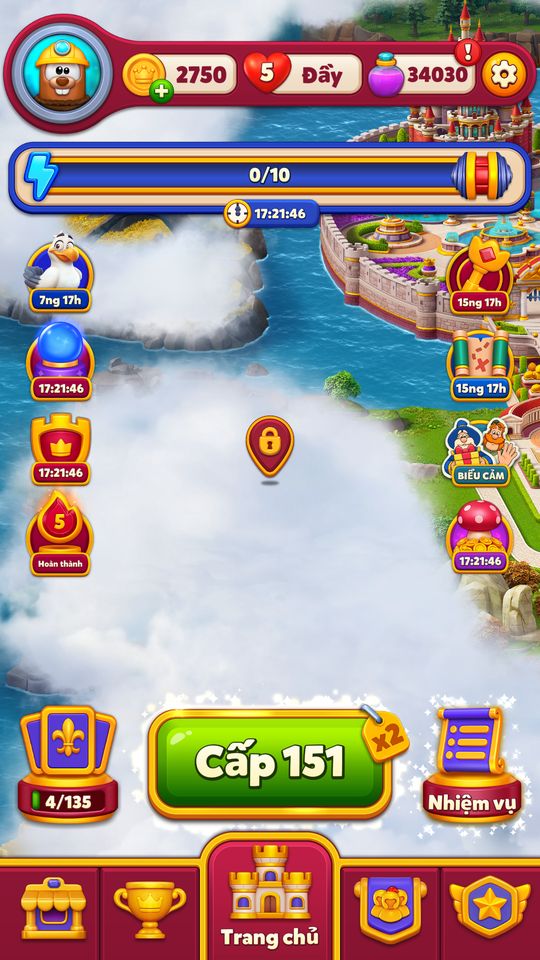 2750
5
Đầy
34030
0/10
17:21:46
7ng 17h
15ng 17h
17:21:46
15ng 17h
17:21:46
BIỂU CẢM
5
Hoàn thành
17:21:46
Cấp 151
x2
4/135
Nhiệm vụ
Trang chủ